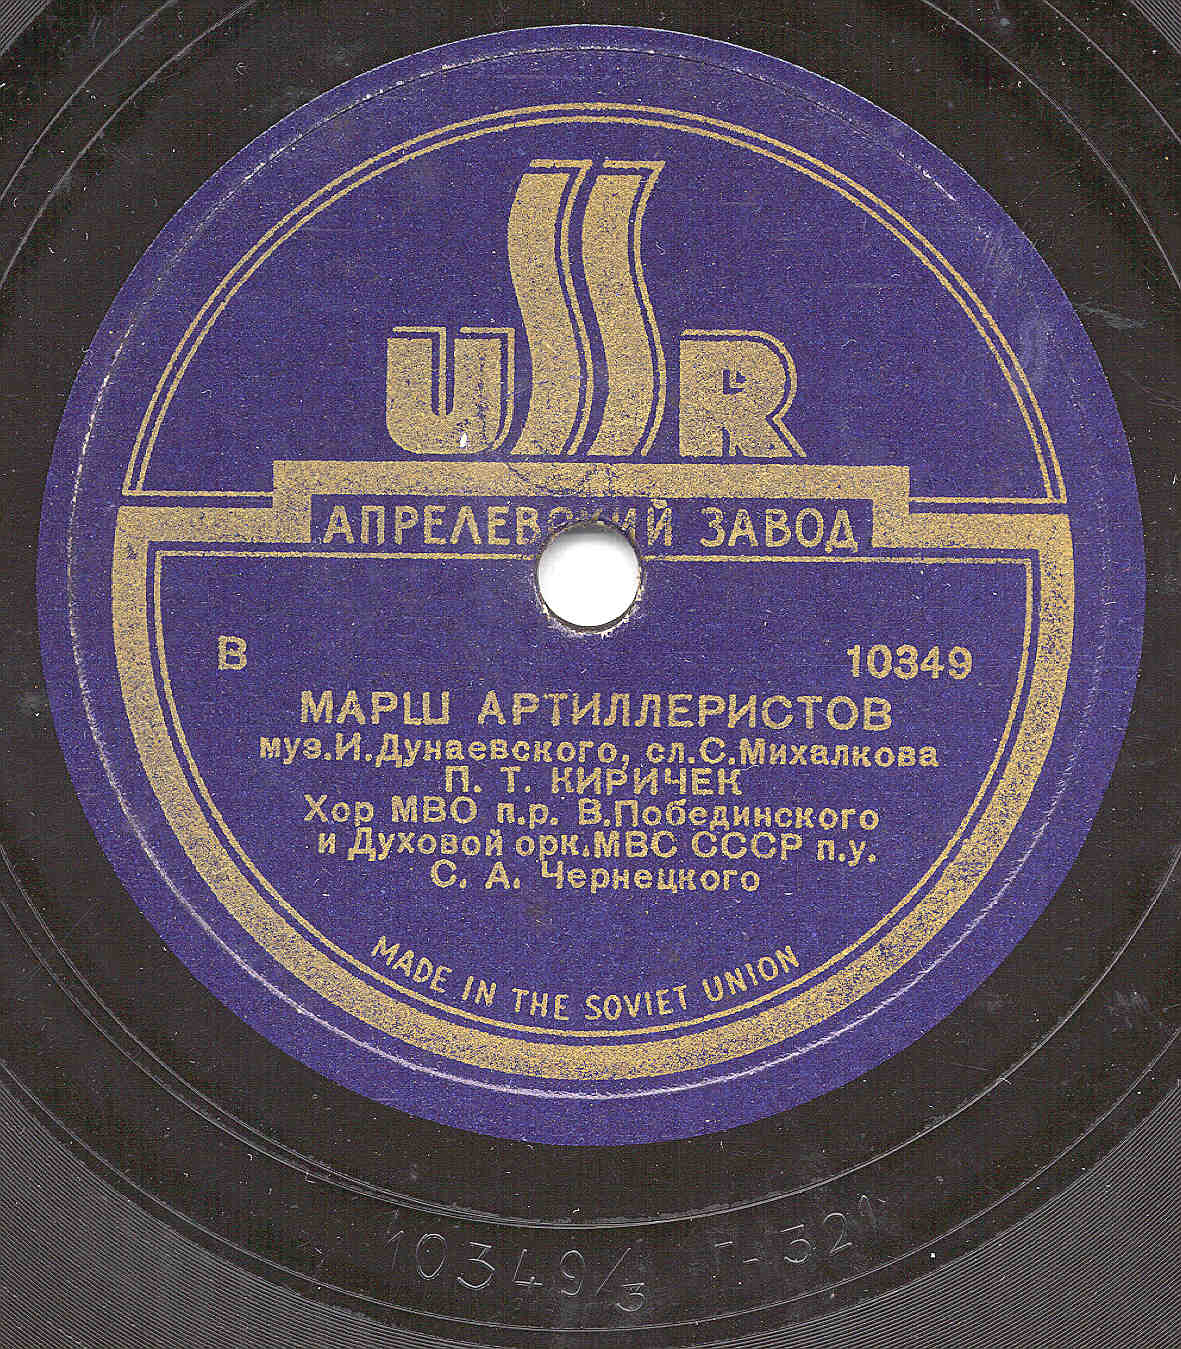 USSR
АПРЕЛЕВСКИЙ ЗАВОД
В 10349
МАРШ АРТИЛЛЕРИСТОВ
муз.И.Дунаевского, сл.С.Михалкова
П. Т. КИРИЧЕК
Хор МВО п.р. В.Побединского
и Духовой орк.МВС СССР п.у.
С. А. Чернецкого
MADE IN THE SOVIET UNION
10349/3 Г-32